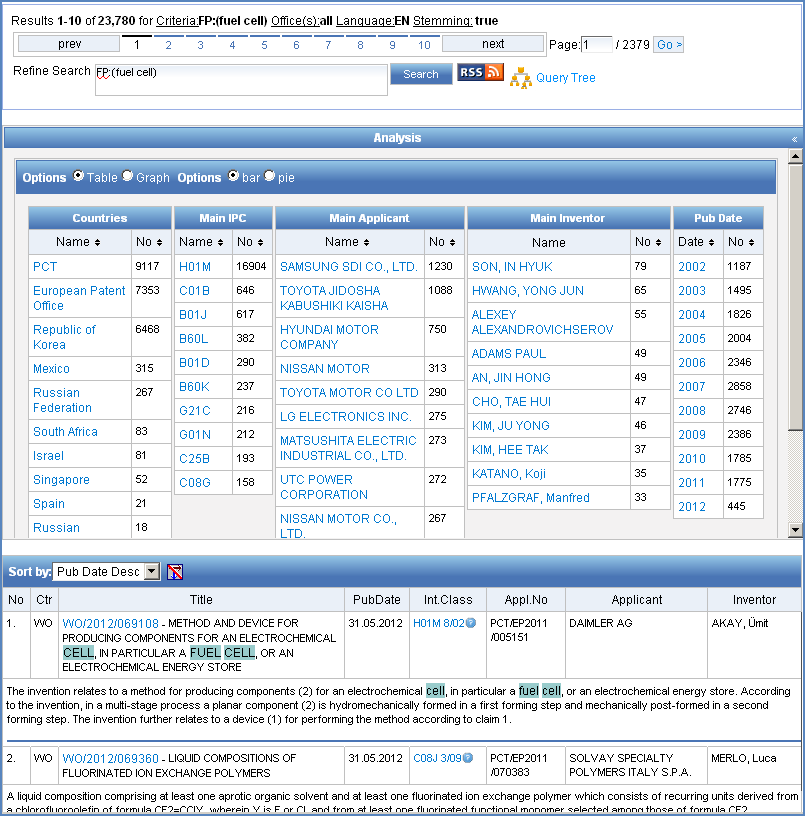 Results 1-10 of 23,780 for Criteria:FP:(fuel cell) Office(s):all Language:EN Stemming: true
prev 1 2 3 4 5 6 7 8 9 10 next Page: 1 / 2379 Go >
Refine Search FP:(fuel cell) Search RSS Query Tree
Analysis «
Options Table Graph Options bar pie
Countries
Name No
PCT 9117
European Patent
Office 7353
Republic of
Korea 6468
Mexico 315
Russian
Federation 267
South Africa 83
Israel 81
Singapore 52
Spain 21
Russian 18
Main IPC
Name No
H01M 16904
C01B 646
B01J 617
B60L 382
B01D 290
B60K 237
G21C 216
G01N 212
C25B 193
C08G 158
Main Applicant
Name No
SAMSUNG SDI CO., LTD. 1230
TOYOTA JIDOSHA
KABUSHIKI KAISHA 1088
HYUNDAI MOTOR
COMPANY 750
NISSAN MOTOR 313
TOYOTA MOTOR CO LTD 290
LG ELECTRONICS INC. 275
MATSUSHITA ELECTRIC
INDUSTRIAL CO., LTD. 273
UTC POWER
CORPORATION 272
NISSAN MOTOR CO.,
LTD. 267
Main Inventor
Name No
SON, IN HYUK 79
HWANG, YONG JUN 65
ALEXEY
ALEXANDROVICHSEROV 55
ADAMS PAUL 49
AN, JIN HONG 49
CHO, TAE HUI 47
KIM, JU YONG 46
KIM, HEE TAK 37
KATANO, Koji 35
PFALZGRAF, Manfred 33
Pub Date
Date No
2002 1187
2003 1495
2004 1826
2005 2004
2006 2346
2007 2858
2008 2746
2009 2386
2010 1785
2011 1775
2012 445
Sort by: Pub Date Desc
No Ctr Title PubDate Int.Class Appl.No Applicant Inventor
1. WO WO/2012/069108 - METHOD AND DEVICE FOR 31.05.2012 H01M 8/02 PCT/EP2011 DAIMLER AG AKAY, Ümit
PRODUCING COMPONENTS FOR AN ELECTROCHEMICAL /005151
CELL, IN PARTICULAR A FUEL CELL, OR AN
ELECTROCHEMICAL ENERGY STORE
The invention relates to a method for producing components (2) for an electrochemical cell, in particular a fuel cell, or an electrochemical energy store. According
to the invention, in a multi-stage process a planar component (2) is hydromechanically formed in a first forming step and mechanically post-formed in a second
forming step. The invention further relates to a device (1) for performing the method according to claim 1.
2. WO WO/2012/069360 - LIQUID COMPOSITIONS OF 31.05.2012 C08J 3/09 PCT/EP2011 SOLVAY SPECIALTY MERLO, Luca
FLUORINATED ION EXCHANGE POLYMERS /070383 POLYMERS ITALY S.P.A.
A liquid composition comprising at least one aprotic organic solvent and at least one fluorinated ion exchange polymer which consists of recurring units derived from
a chlorofluoroolefin of formula CF2=CClY, wherein Y is F or Cl, and from at least one fluorinated functional monomer selected among those of formula CF2